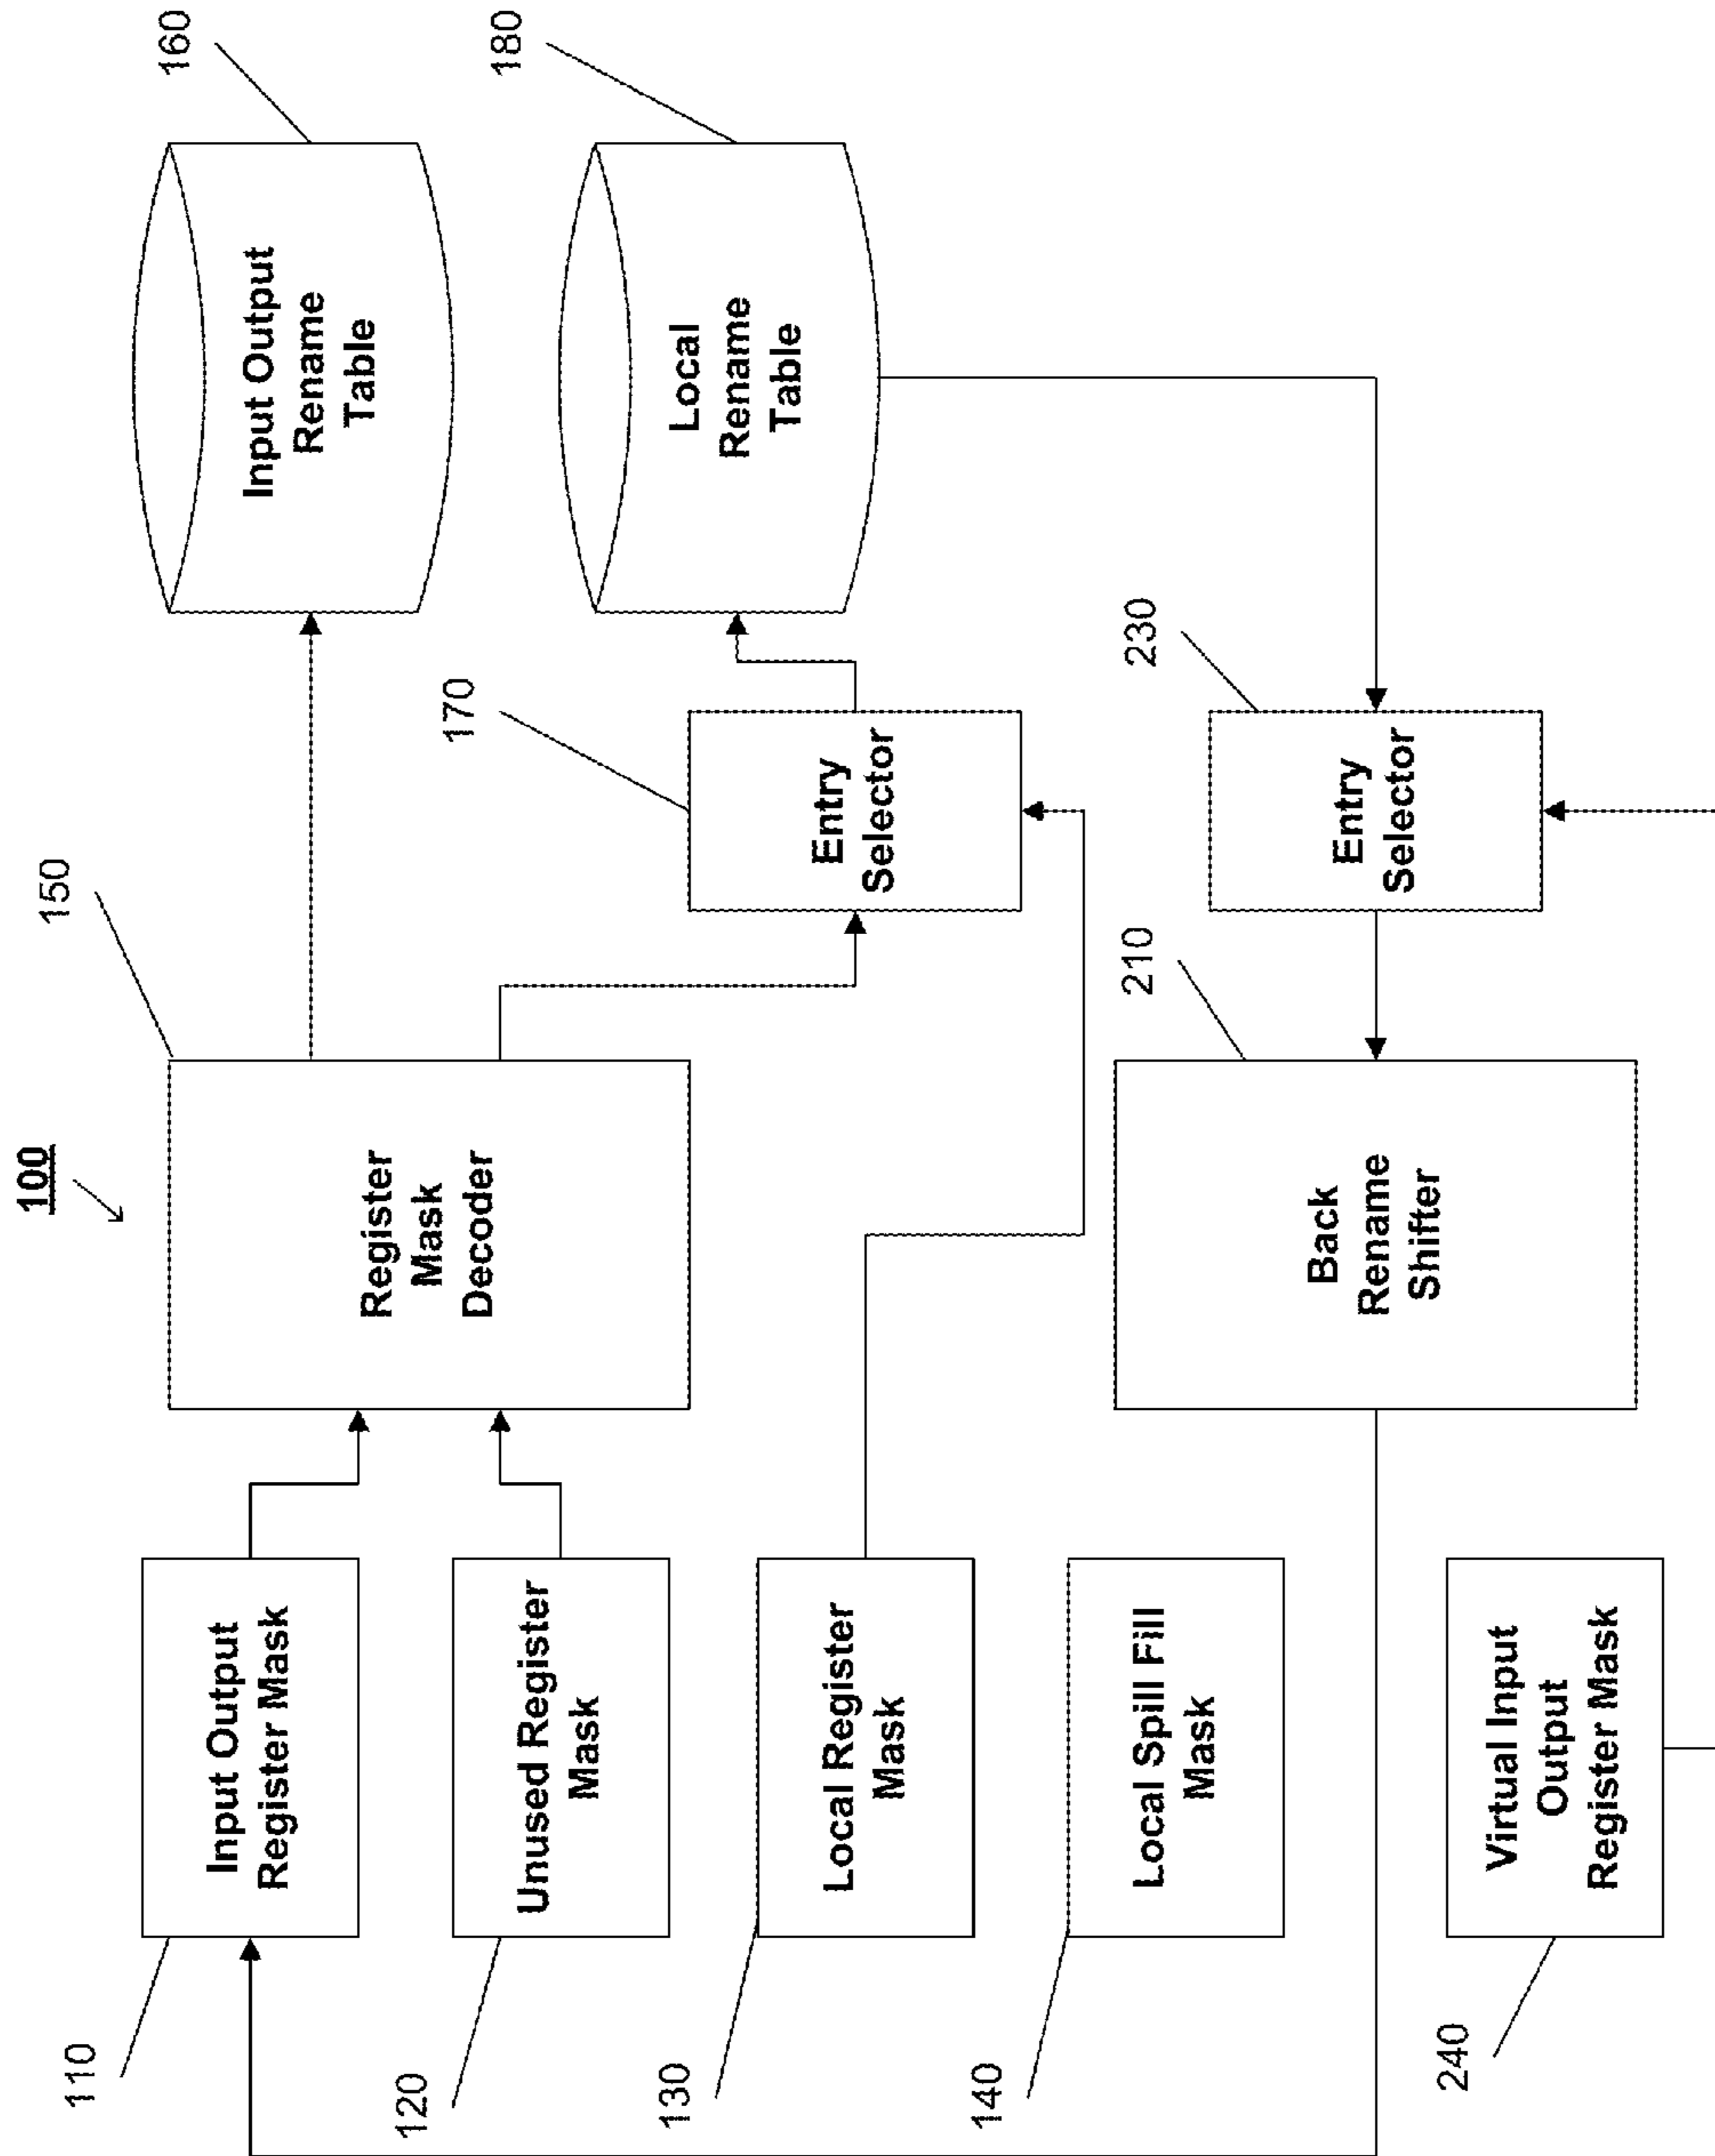 100
110
Input Output
Register Mask
120
Unused Register
Mask
130
Local Register
Mask
140
Local Spill Fill
Mask
240
Virtual Input
Output
Register Mask
150
Register
Mask
Decoder
210
Back
Rename
Shifter
170
Entry
Selector
230
Entry
Selector
160
Input Output
Rename
Table
180
Local
Rename
Table